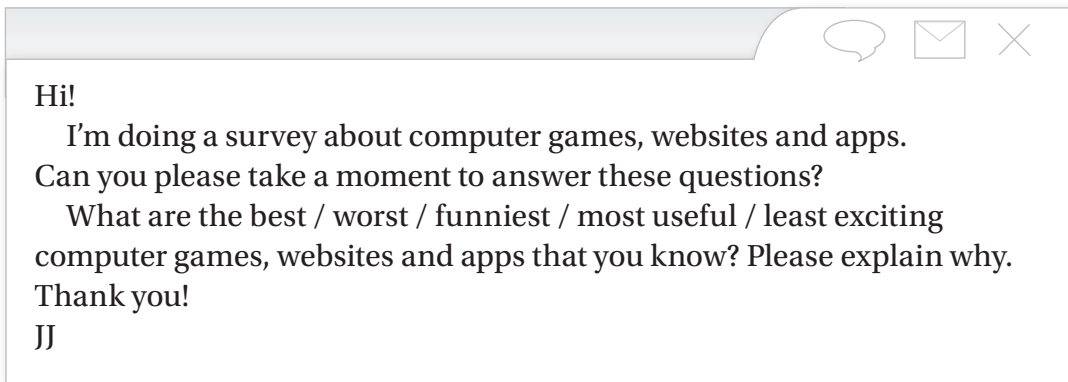 Hi!
I’m doing a survey about computer games, websites and apps.
Can you please take a moment to answer these questions?
What are the best / worst / funniest / most useful / least exciting
computer games, websites and apps that you know? Please explain why.
Thank you!
JJ